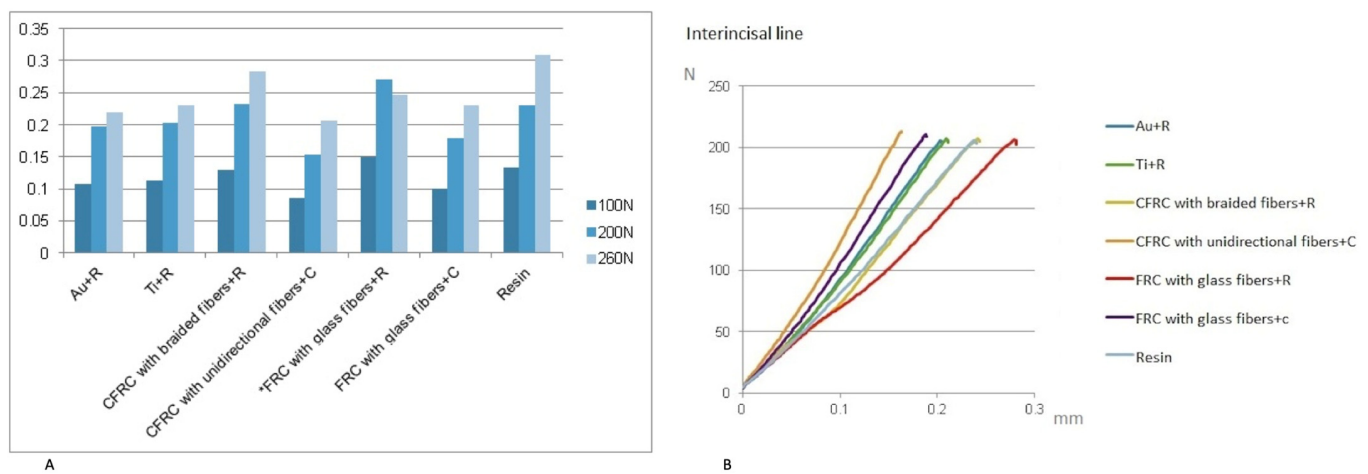 0.35
0.3
0.25
0.2
0.15
0.1
0.05
0
Au+R
Ti+R
CFRC with braided fibers+R
CFRC with unidirectional fibers+C
*FRC with glass fibers+R
FRC with glass fibers+C
Resin
100N
200N
260N
A
Interincisal line
N
250
200
150
100
50
0
0
0.1
0.2
0.3
mm
Au+R
Ti+R
CFRC with braided fibers+R
CFRC with unidirectional fibers+C
FRC with glass fibers+R
FRC with glass fibers+c
Resin
B